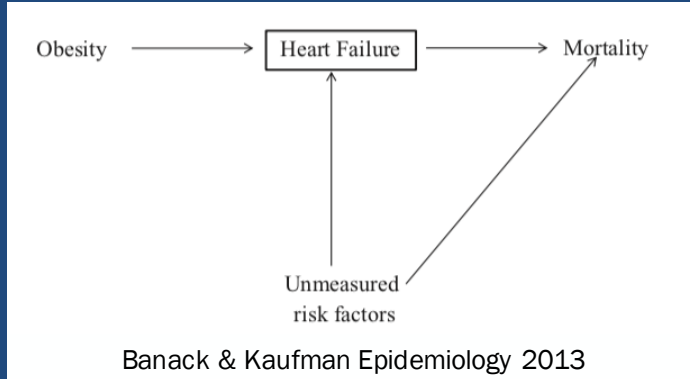 Obesity
Heart Failure
Mortality
Unmeasured
risk factors
Banack & Kaufman Epidemiology 2013